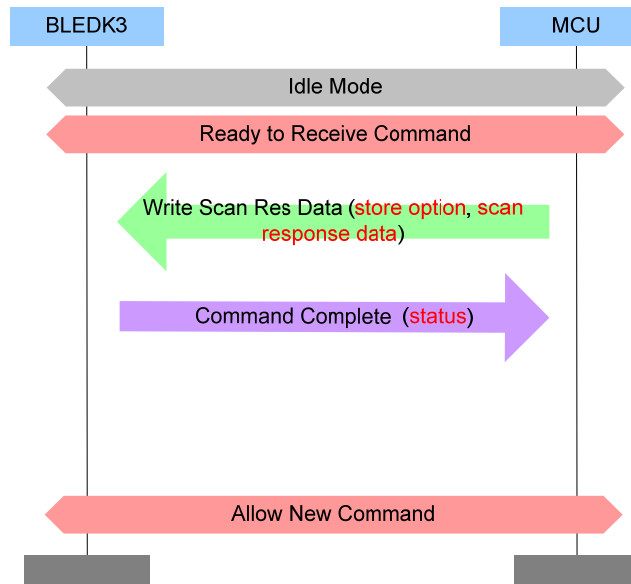 BLEDK3
MCU
Idle Mode
Ready to Receive Command
Write Scan Res Data (store option, scan
response data)
Command Complete (status)
Allow New Command